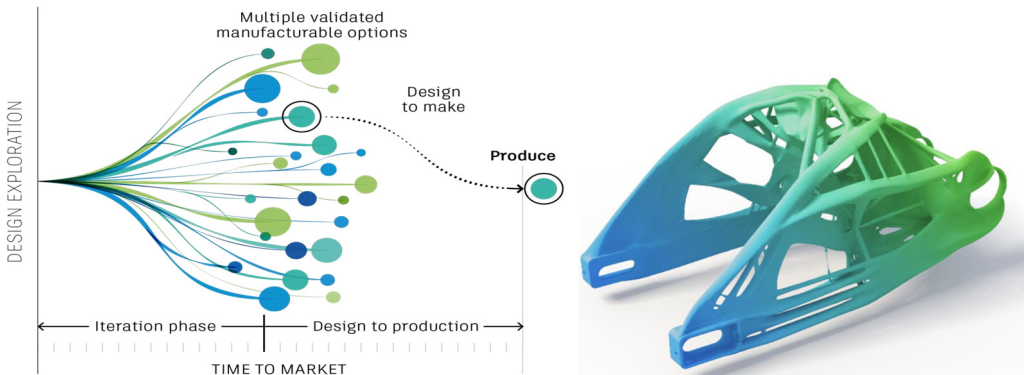 Multiple validated
manufacturable options
Design
to make
Produce
DESIGN EXPLORATION
Iteration phase
Design to production
TIME TO MARKET